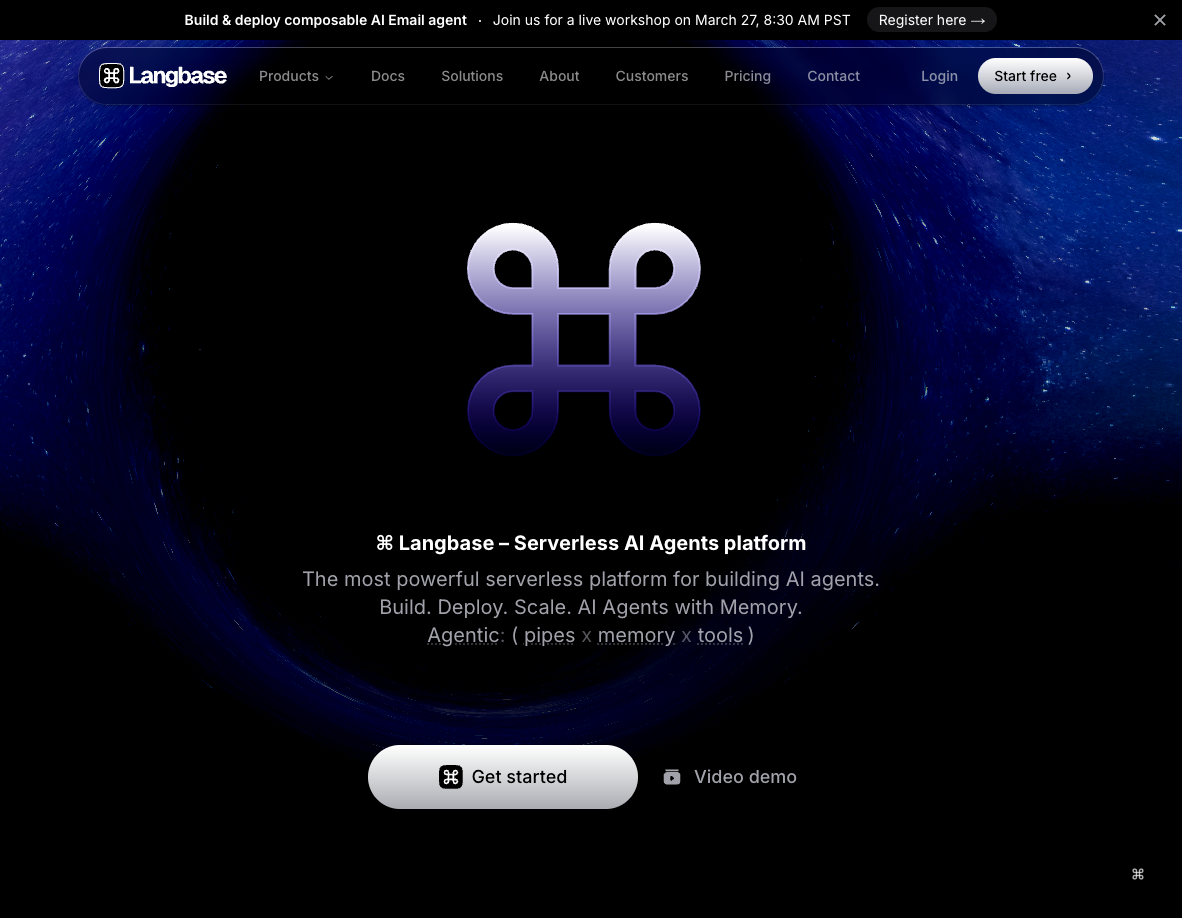 Build & deploy composable AI Email agent · Join us for a live workshop on March 27, 8:30 AM PST Register here →
⌘ Langbase Products Docs Solutions About Customers Pricing Contact Login Start free ›
⌘ Langbase – Serverless AI Agents platform
The most powerful serverless platform for building AI agents.
Build. Deploy. Scale. AI Agents with Memory.
Agentic: ( pipes x memory x tools )
⌘ Get started Video demo
⌘